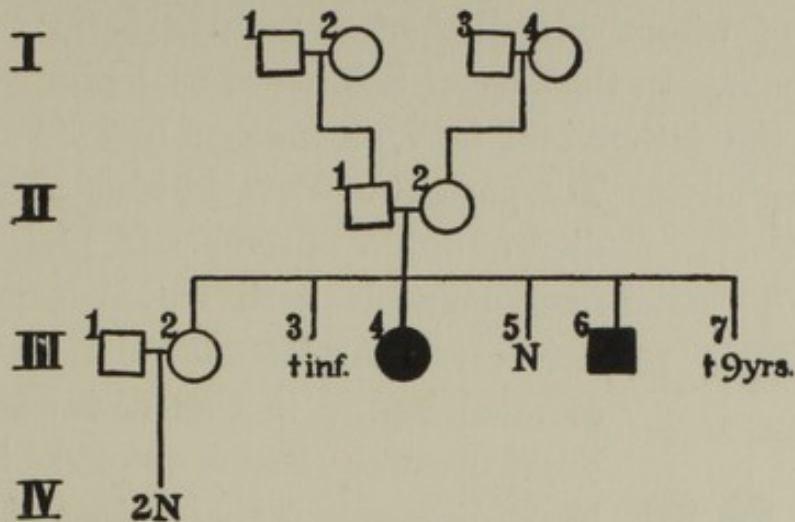 I
1 2 3 4
II
1 2
III
1 2 3 4 5 6 7
†inf. N †9yrs.
IV 2N